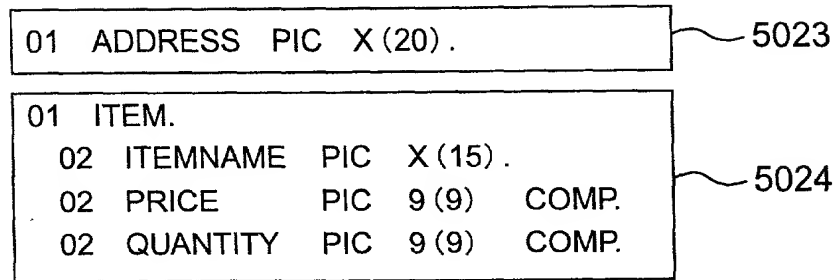 01 ADDRESS PIC X(20). 5023
01 ITEM.
02 ITEMNAME PIC X(15).
02 PRICE PIC 9(9) COMP. 5024
02 QUANTITY PIC 9(9) COMP.